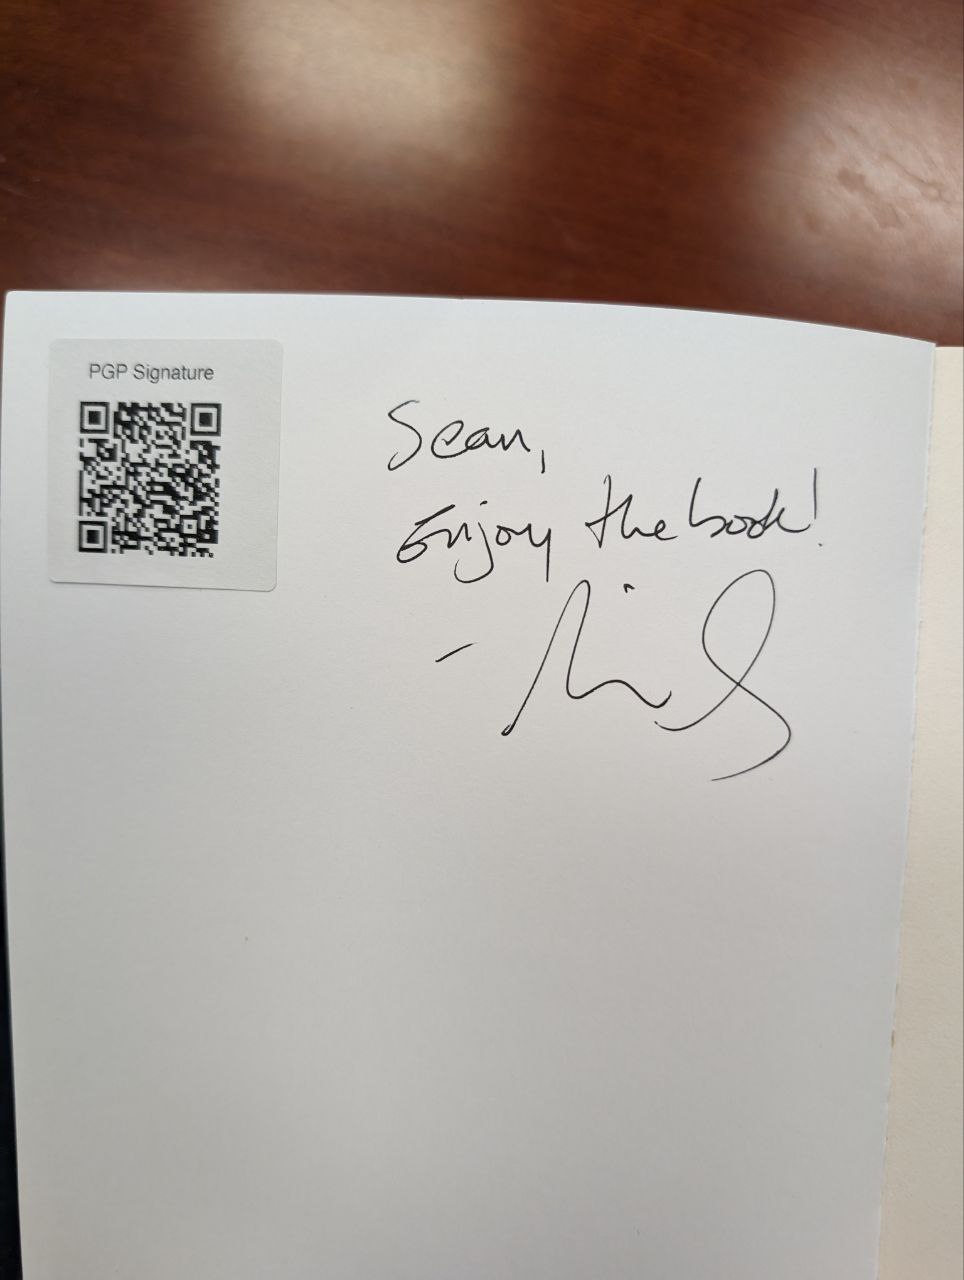 PGP Signature
Sean,
Enjoy the book!